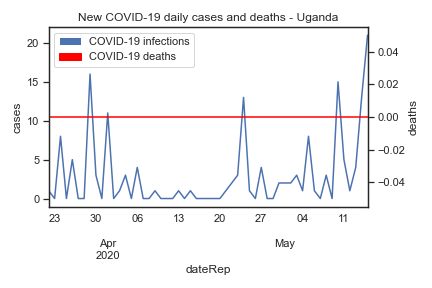 New COVID-19 daily cases and deaths - Uganda
COVID-19 infections
COVID-19 deaths
20
15
10
5
0
cases
0.04
0.02
0.00
−0.02
−0.04
deaths
23 30 06 13 20 27 04 11
Apr May
2020
dateRep